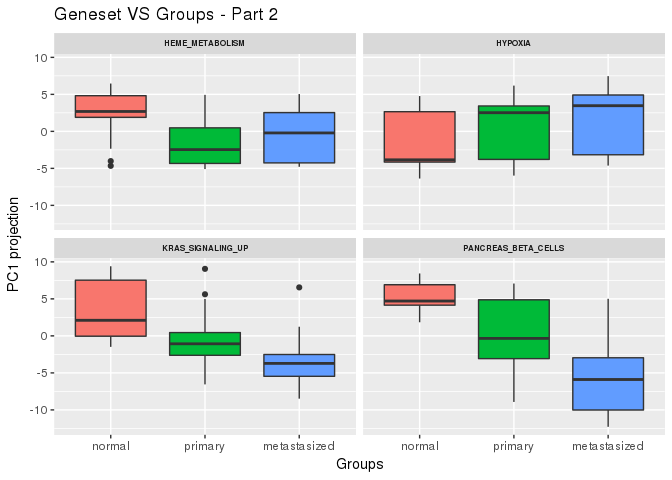 Geneset VS Groups - Part 2
HEME_METABOLISM
HYPOXIA
10
5
0
-5
-10
KRAS_SIGNALING_UP
PANCREAS_BETA_CELLS
10
5
0
-5
-10
PC1 projection
normal primary metastasized
normal primary metastasized
Groups